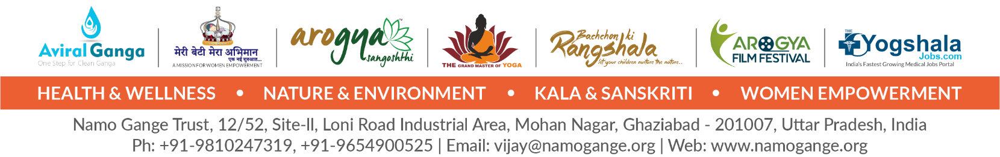 Aviral Ganga
One Step for Clean Ganga
मेरी बेटी मेरा अभिमान
एक नई शुरुआत...
A MISSION FOR WOMEN EMPOWERMENT
arogya™
sangoshthi
THE GRAND MASTER OF YOGA
Bachchon ki
Rangshala
let your children nurture the nature..
AROGYA
FILM FESTIVAL
THE
Yogshala
Jobs.com
India's Fastest Growing Medical Jobs Portal
HEALTH & WELLNESS • NATURE & ENVIRONMENT • KALA & SANSKRITI • WOMEN EMPOWERMENT
Namo Gange Trust, 12/52, Site-II, Loni Road Industrial Area, Mohan Nagar, Ghaziabad - 201007, Uttar Pradesh, India
Ph: +91-9810247319, +91-9654900525 | Email: vijay@namogange.org | Web: www.namogange.org